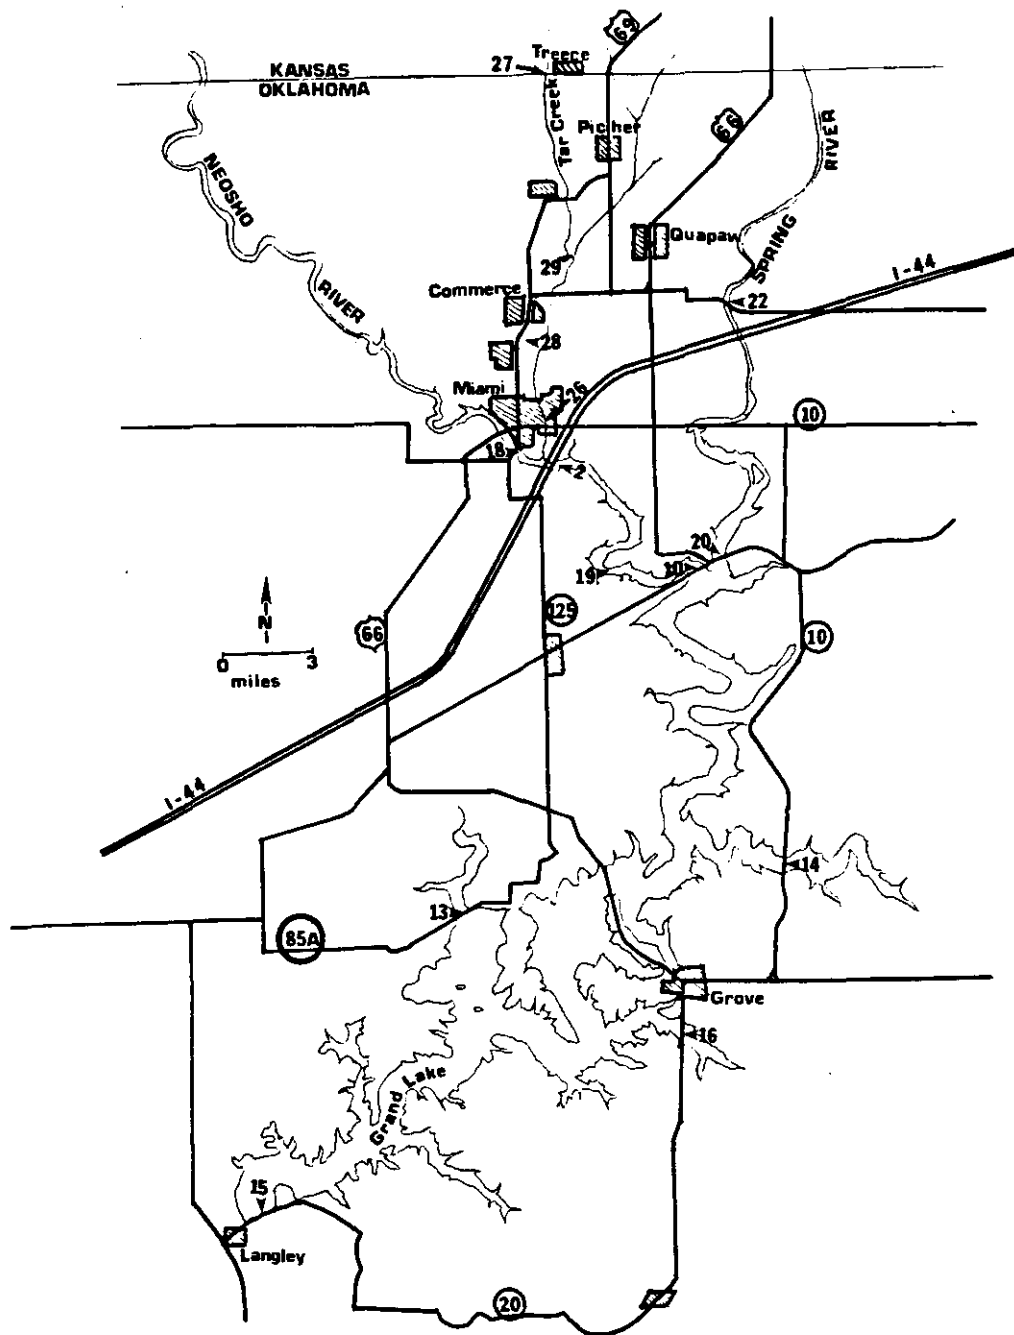 69
Treece
27
KANSAS
OKLAHOMA
Tar Creek
Picher
66
RIVER
NEOSHO
Quapaw
SPRING
29
I-44
RIVER
Commerce
22
28
Miami
26
10
18
2
20
10
19
N
125
66
10
0 3
miles
I-44
14
13
85A
Grove
16
Grand Lake
15
Langley
20